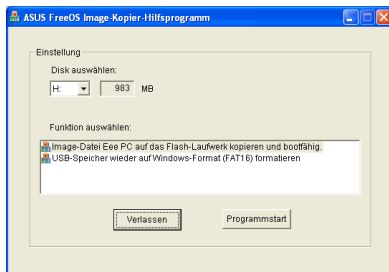 ASUS FreeOS Image-Kopier-Hilfsprogramm
Einstellung
Disk auswählen:
H: 983 MB
Funktion auswählen:
Image-Datei Eee PC auf das Flash-Laufwerk kopieren und bootfähig.
USB-Speicher wieder auf Windows-Format (FAT16) formatieren
Verlassen Programmstart